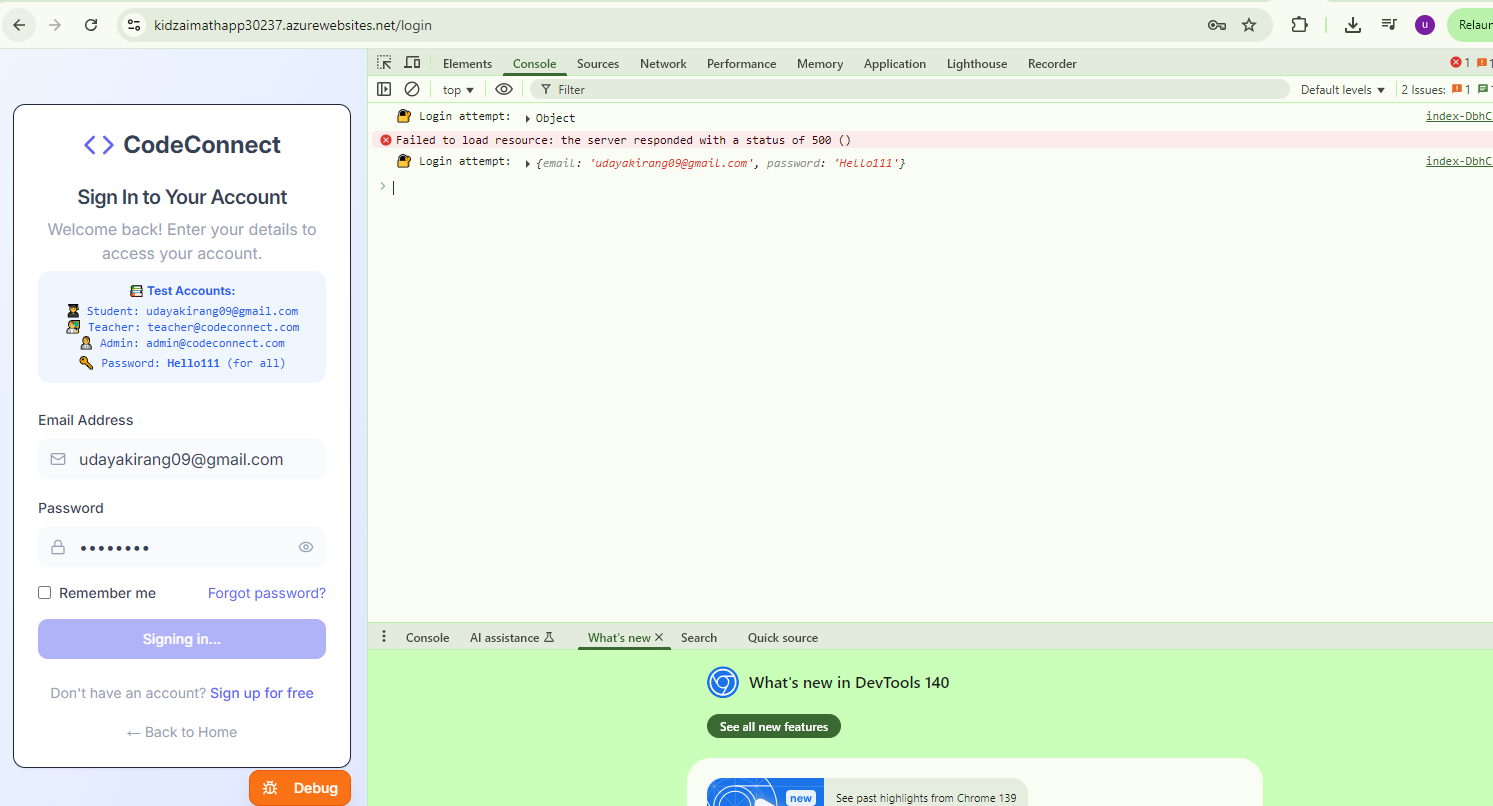 kidzaimathapp30237.azurewebsites.net/login
u
Relaun
CodeConnect
Sign In to Your Account
Welcome back! Enter your details to
access your account.
Test Accounts:
Student: udayakirang09@gmail.com
Teacher: teacher@codeconnect.com
Admin: admin@codeconnect.com
Password: Hello111 (for all)
Email Address
udayakirang09@gmail.com
Password
••••••••
Remember me
Forgot password?
Signing in...
Don't have an account? Sign up for free
← Back to Home
Debug
Elements Console Sources Network Performance Memory Application Lighthouse Recorder 1 1
top Filter Default levels 2 Issues: 1
Login attempt: Object index-DbhC
Failed to load resource: the server responded with a status of 500 ()
Login attempt: {email: 'udayakirang09@gmail.com', password: 'Hello111'} index-DbhC
Console AI assistance What's new Search Quick source
What's new in DevTools 140
See all new features
new
See past highlights from Chrome 139